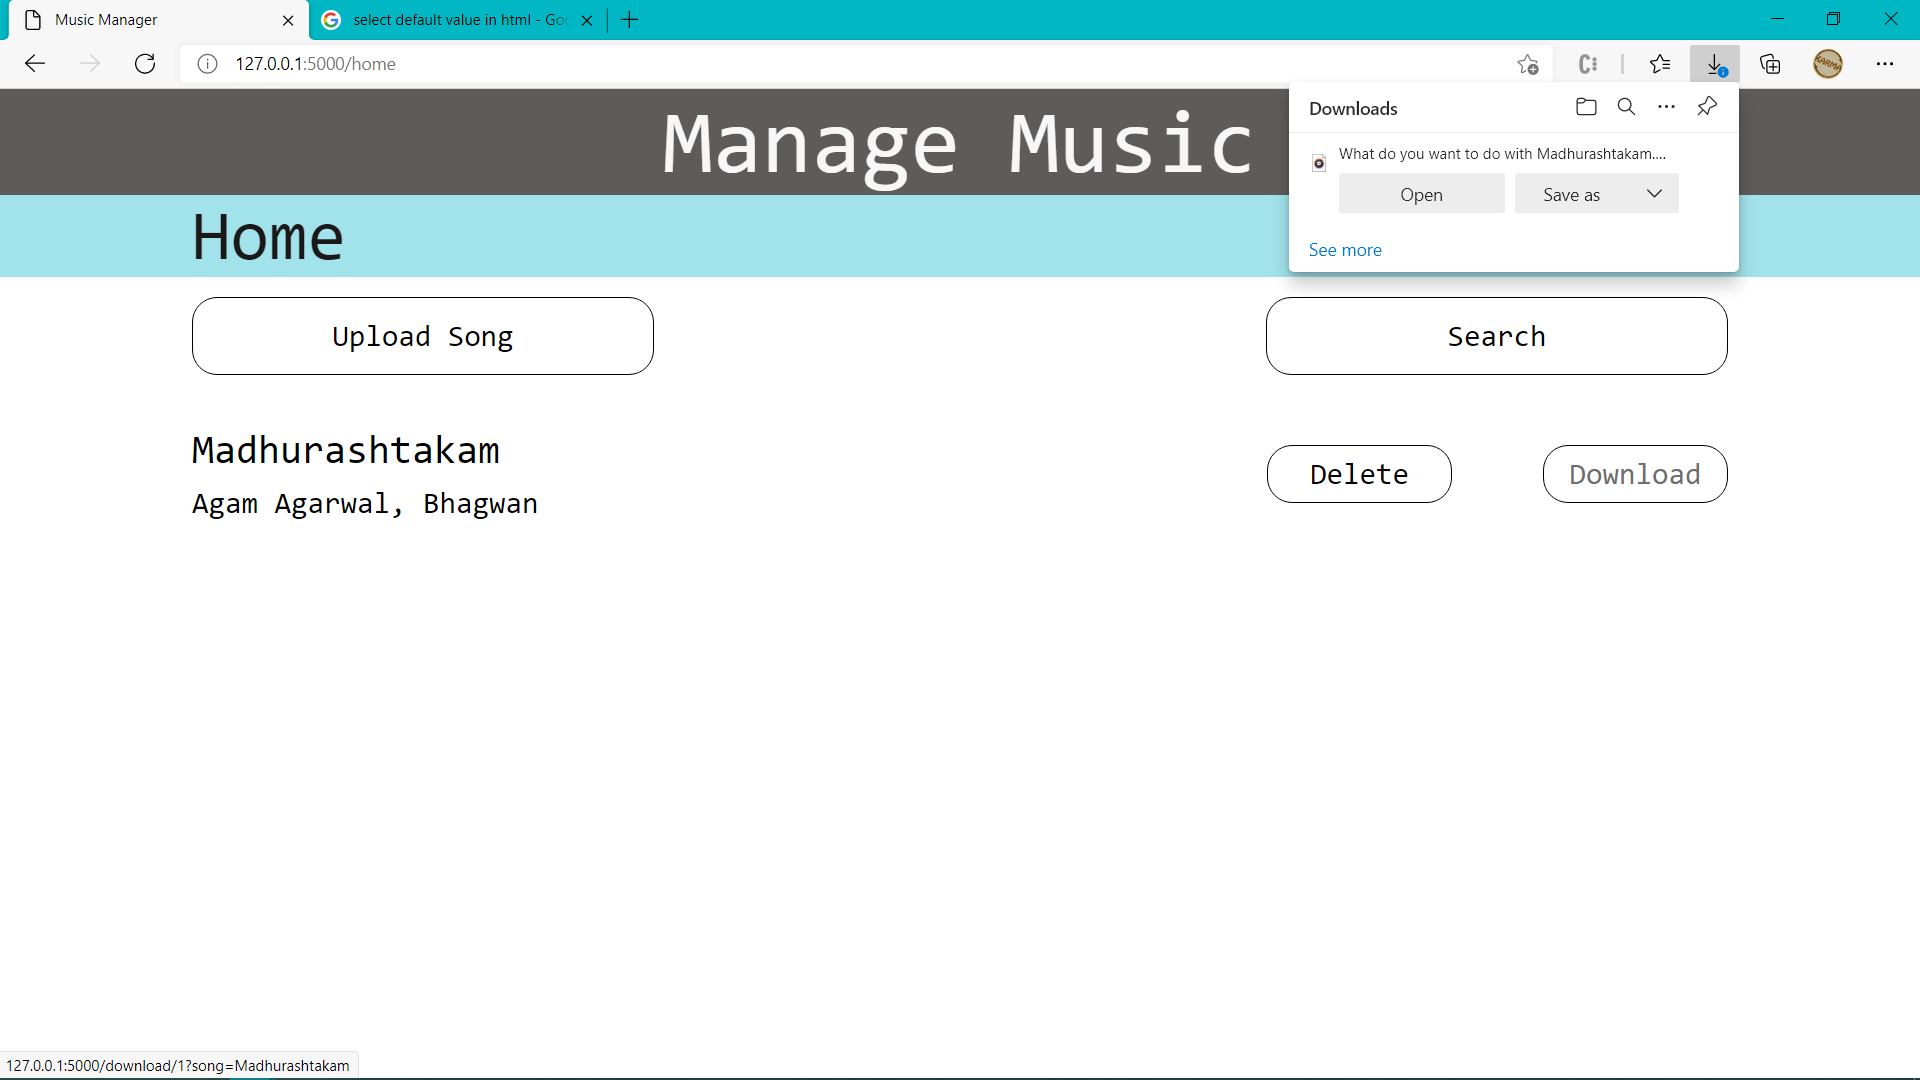 Music Manager
select default value in html - Goo
127.0.0.1:5000/home
Manage Music
Downloads
What do you want to do with Madhurashtakam....
Open
Save as
See more
Home
Upload Song
Search
Madhurashtakam
Agam Agarwal, Bhagwan
Delete
Download
127.0.0.1:5000/download/1?song=Madhurashtakam